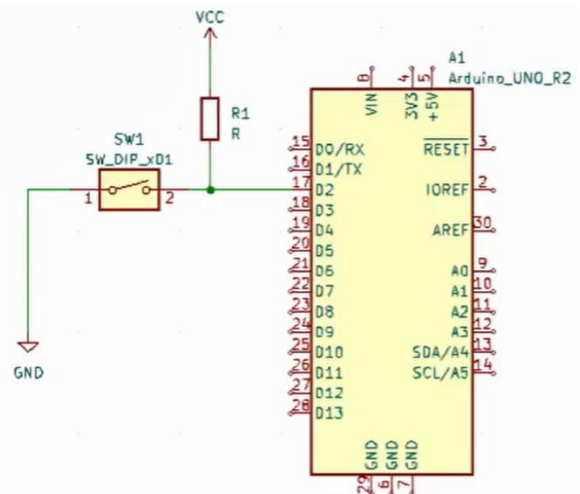 VCC
R1
R
SW1
SW_DIP_x01
1
2
GND
A1
Arduino_UNO_R2
8
VIN
4
3V3
5
+5V
15 D0/RX
16 D1/TX
17 D2
18 D3
19 D4
20 D5
21 D6
22 D7
23 D8
24 D9
25 D10
26 D11
27 D12
28 D13
RESET 3
IOREF 2
AREF 30
A0 9
A1 10
A2 11
A3 12
SDA/A4 13
SCL/A5 14
GND
GND
GND
29
6
7